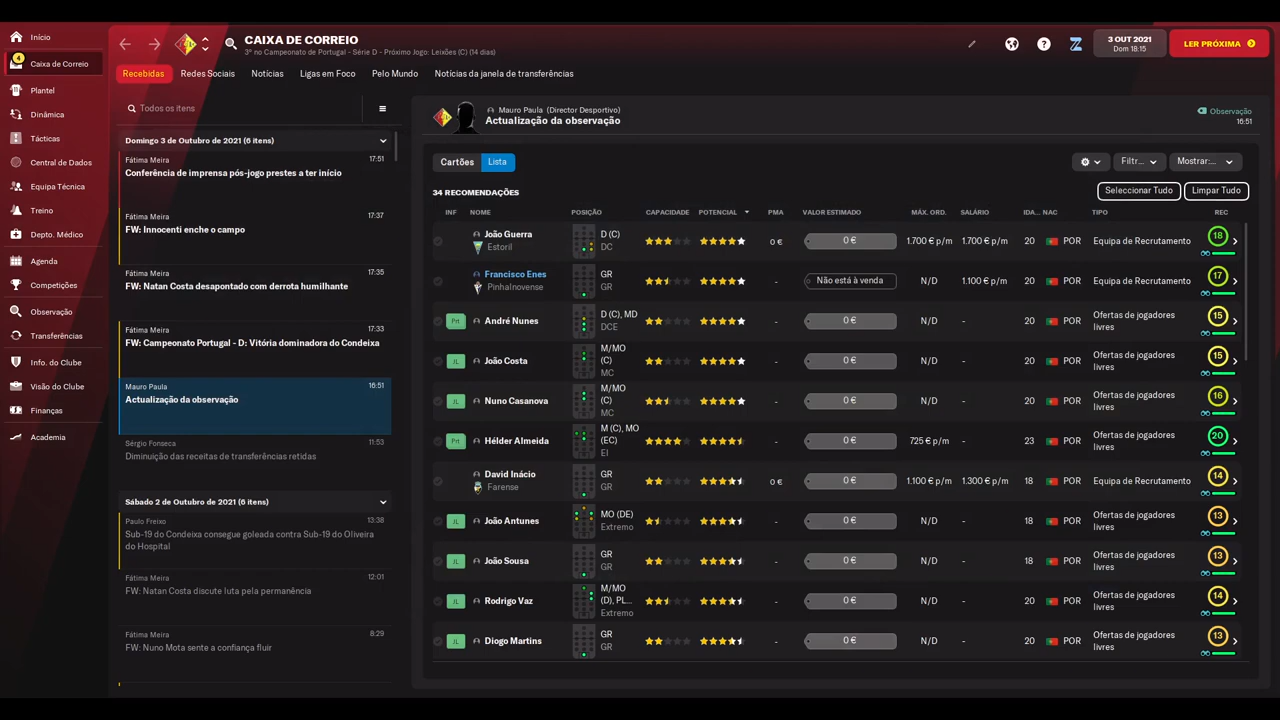 Início
Caixa de Correio
4
Plantel
Dinâmica
Tácticas
Central de Dados
Equipa Técnica
Treino
Depto. Médico
Agenda
Competições
Observação
Transferências
Info. do Clube
Visão do Clube
Finanças
Academia
CAIXA DE CORREIO
3º no Campeonato de Portugal - Série D - Próximo Jogo: Leixões (C) (14 dias)
3 OUT 2021
Dom 18:15
LER PRÓXIMA
Recebidas Redes Sociais Notícias Ligas em Foco Pelo Mundo Notícias da janela de transferências
Todos os itens
Domingo 3 de Outubro de 2021 (6 itens)
Fátima Meira 17:51
Conferência de imprensa pós-jogo prestes a ter início
Fátima Meira 17:37
FW: Innocenti enche o campo
Fátima Meira 17:35
FW: Natan Costa desapontado com derrota humilhante
Fátima Meira 17:33
FW: Campeonato Portugal - D: Vitória dominadora do Condeixa
Mauro Paula 16:51
Actualização da observação
Sérgio Fonseca 11:53
Diminuição das receitas de transferências retidas
Sábado 2 de Outubro de 2021 (6 itens)
Paulo Freixo 13:38
Sub-19 do Condeixa consegue goleada contra Sub-19 do Oliveira
do Hospital
Fátima Meira 12:01
FW: Natan Costa discute luta pela permanência
Fátima Meira 8:29
FW: Nuno Mota sente a confiança fluir
Mauro Paula (Director Desportivo)
Actualização da observação
Observação
16:51
Cartões Lista
Filtr... Mostrar:...
34 RECOMENDAÇÕES
Seleccionar Tudo Limpar Tudo
INF NOME POSIÇÃO CAPACIDADE POTENCIAL PMA VALOR ESTIMADO MÁX. ORD. SALÁRIO IDA... NAC TIPO REC
João Guerra D (C)
Estoril DC 0 € 0 € 1.700 € p/m 1.700 € p/m 20 POR Equipa de Recrutamento 18
Francisco Enes GR
Pinhalnovense GR - Não está à venda N/D 1.100 € p/m 20 POR Equipa de Recrutamento 17
Prt André Nunes D (C), MD
DCE - 0 € N/D - 20 POR Ofertas de jogadores
livres 15
JL João Costa M/MO
(C)
MC - 0 € N/D - 20 POR Ofertas de jogadores
livres 15
JL Nuno Casanova M/MO
(C)
MC - 0 € N/D - 20 POR Ofertas de jogadores
livres 16
Prt Hélder Almeida M (C), MO
(EC)
EI - 0 € 725 € p/m - 23 POR Ofertas de jogadores
livres 20
David Inácio GR
Farense GR 0 € 0 € 1.100 € p/m 1.300 € p/m 18 POR Equipa de Recrutamento 14
JL João Antunes MO (DE)
Extremo - 0 € N/D - 18 POR Ofertas de jogadores
livres 13
JL João Sousa GR
GR - 0 € N/D - 18 POR Ofertas de jogadores
livres 13
JL Rodrigo Vaz M/MO
(D), PL...
Extremo - 0 € N/D - 20 POR Ofertas de jogadores
livres 14
JL Diogo Martins GR
GR - 0 € N/D - 20 POR Ofertas de jogadores
livres 13